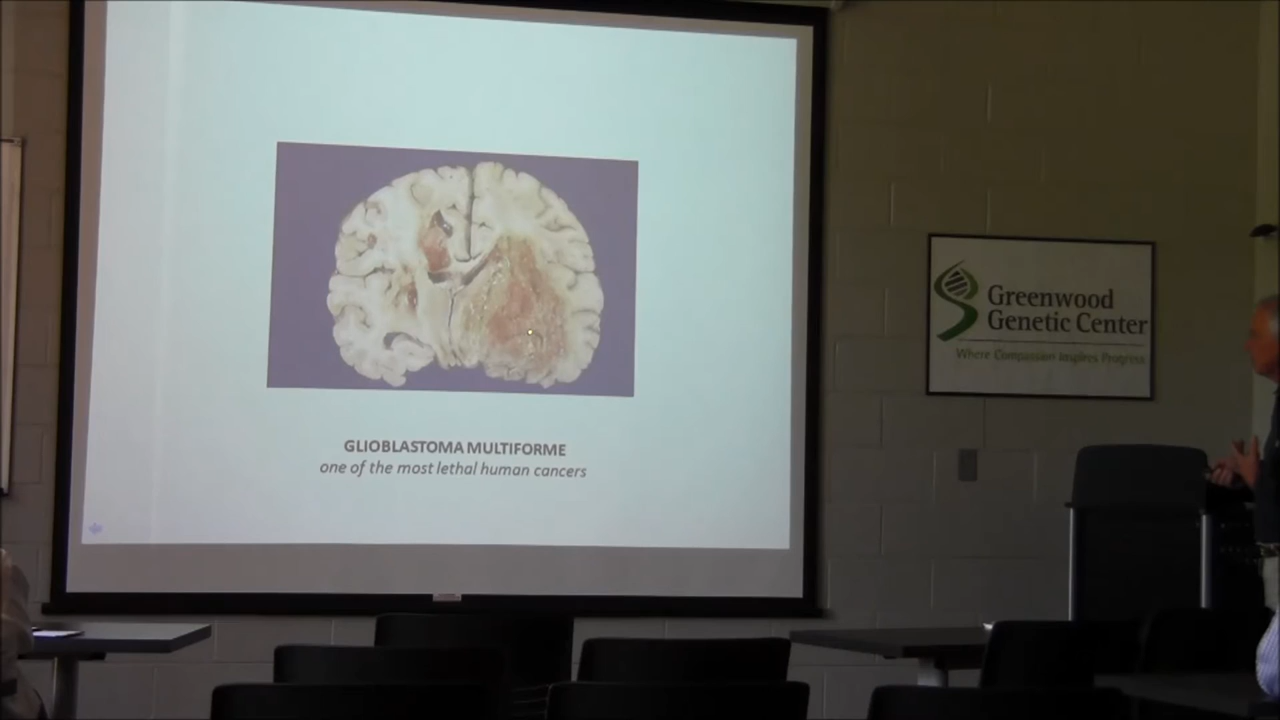 GLIOBLASTOMA MULTIFORME
one of the most lethal human cancers
Greenwood
Genetic Center
Where Compassion Inspires Progress